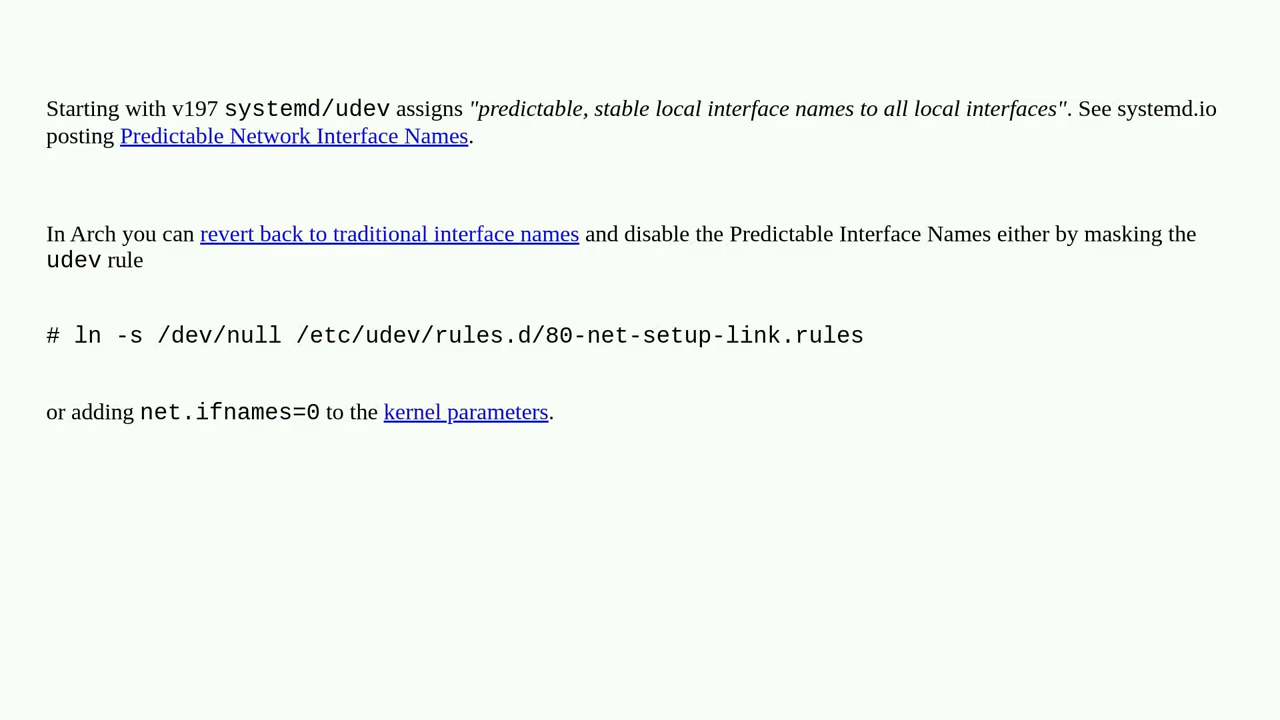 Starting with v197 systemd/udev assigns "predictable, stable local interface names to all local interfaces". See systemd.io
posting Predictable Network Interface Names.
In Arch you can revert back to traditional interface names and disable the Predictable Interface Names either by masking the
udev rule
# ln -s /dev/null /etc/udev/rules.d/80-net-setup-link.rules
or adding net.ifnames=0 to the kernel parameters.